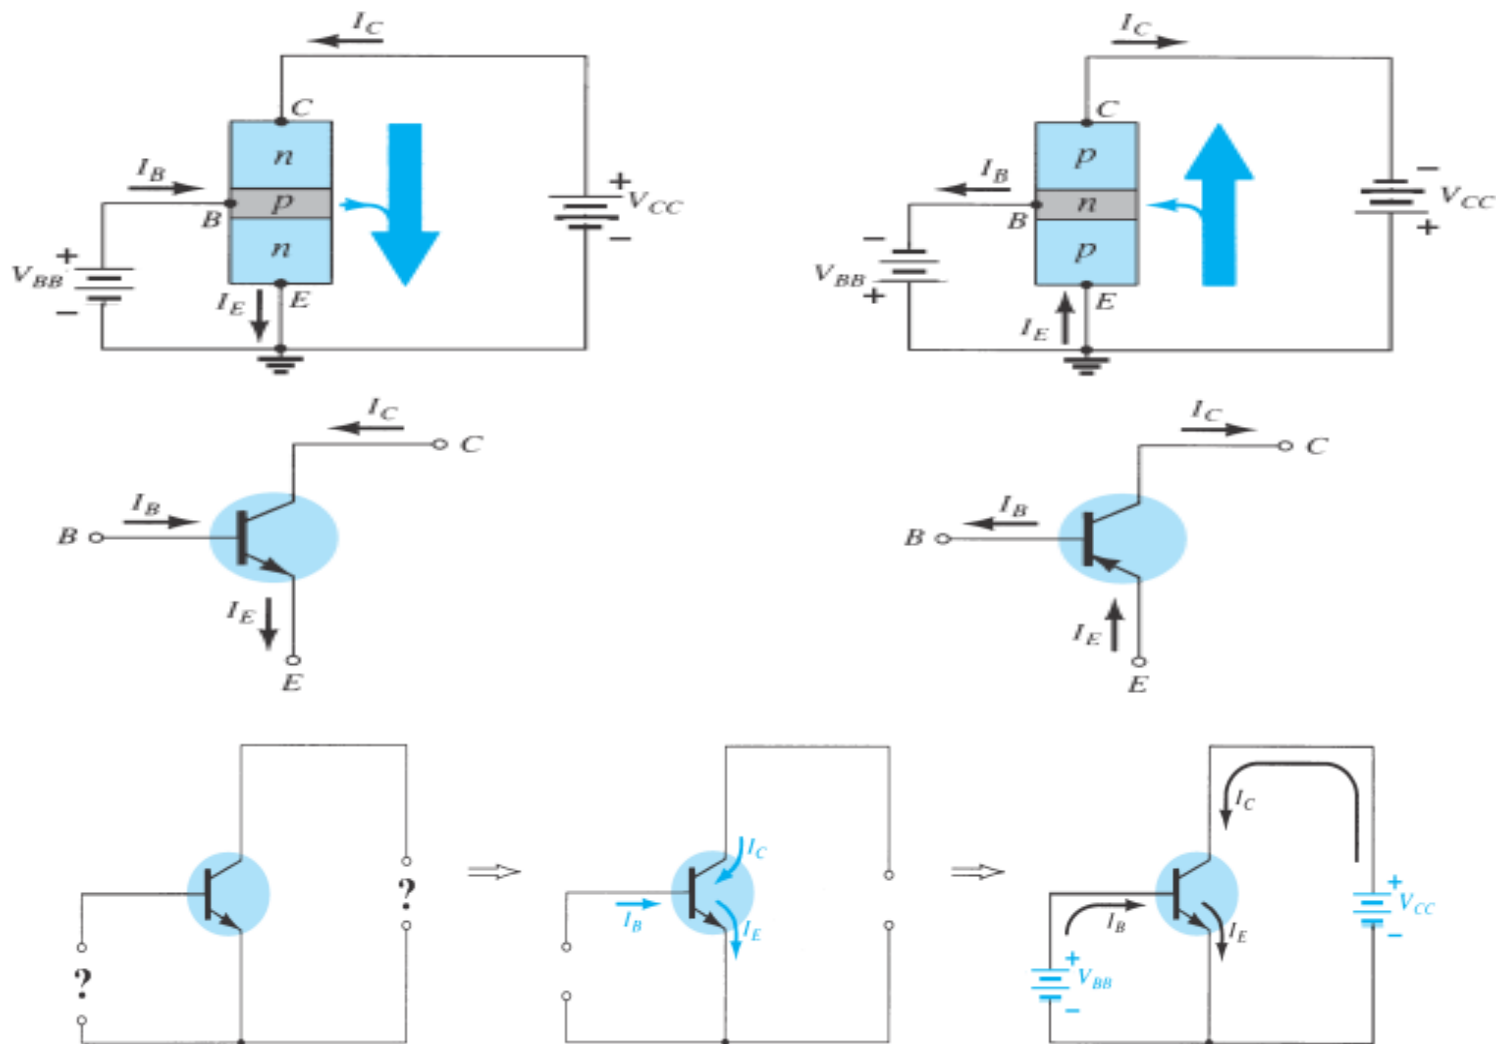 I_C
I_C
C
C
n
p
I_B
I_B
+
−
p
n
V_CC
V_CC
B
B
−
+
n
p
+
−
V_BB
V_BB
−
+
I_E
E
E
I_E
I_C
I_C
C
C
I_B
I_B
B
B
I_E
I_E
E
E
I_C
?
I_C
+
V_CC
I_B
I_E
I_B
I_E
−
?
+
V_BB
−